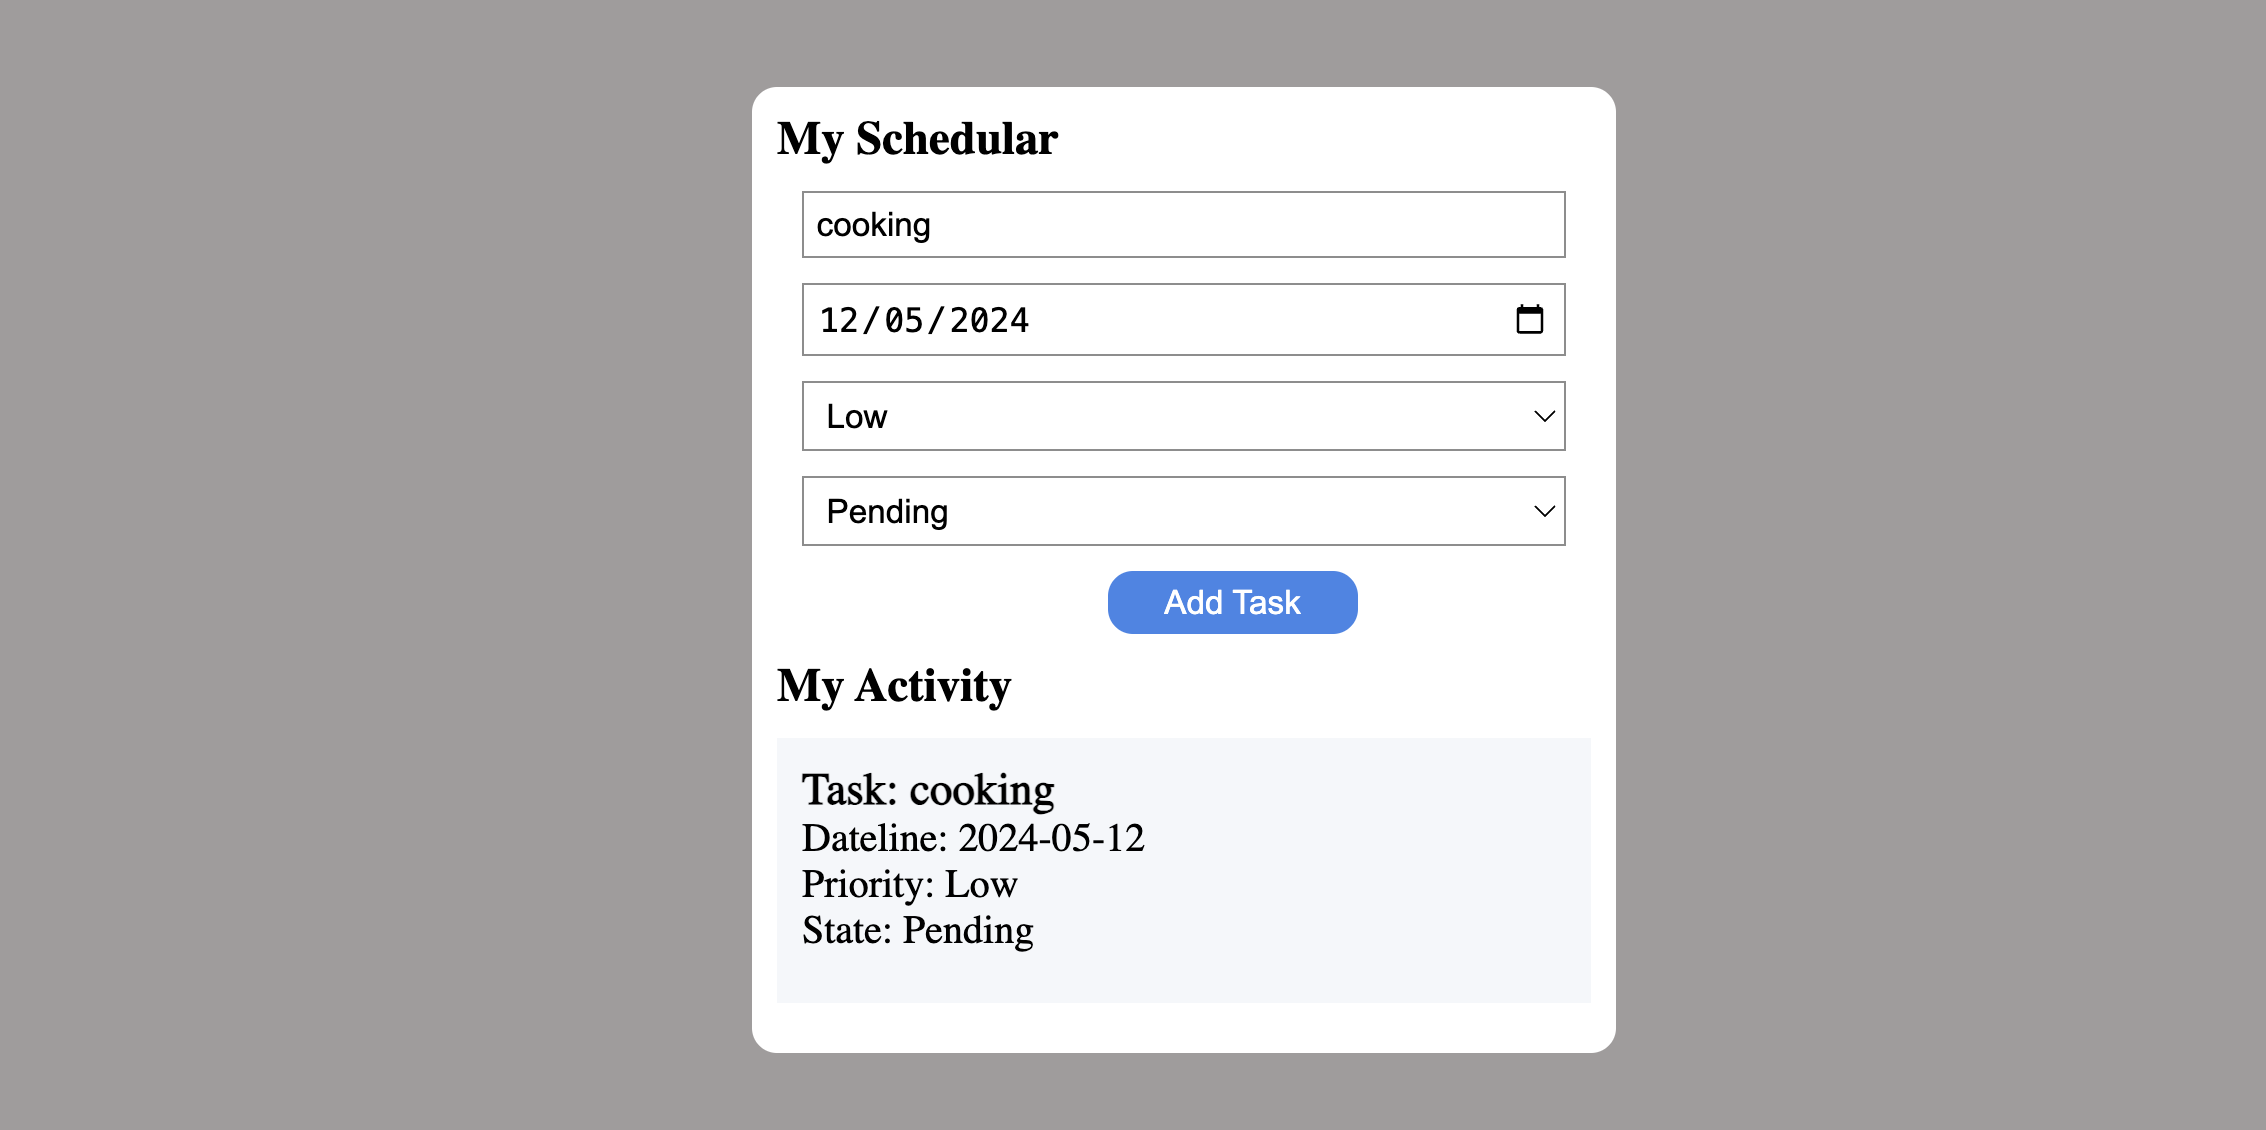 My Schedular
cooking
12/05/2024
Low
Pending
Add Task
My Activity
Task: cooking
Dateline: 2024-05-12
Priority: Low
State: Pending